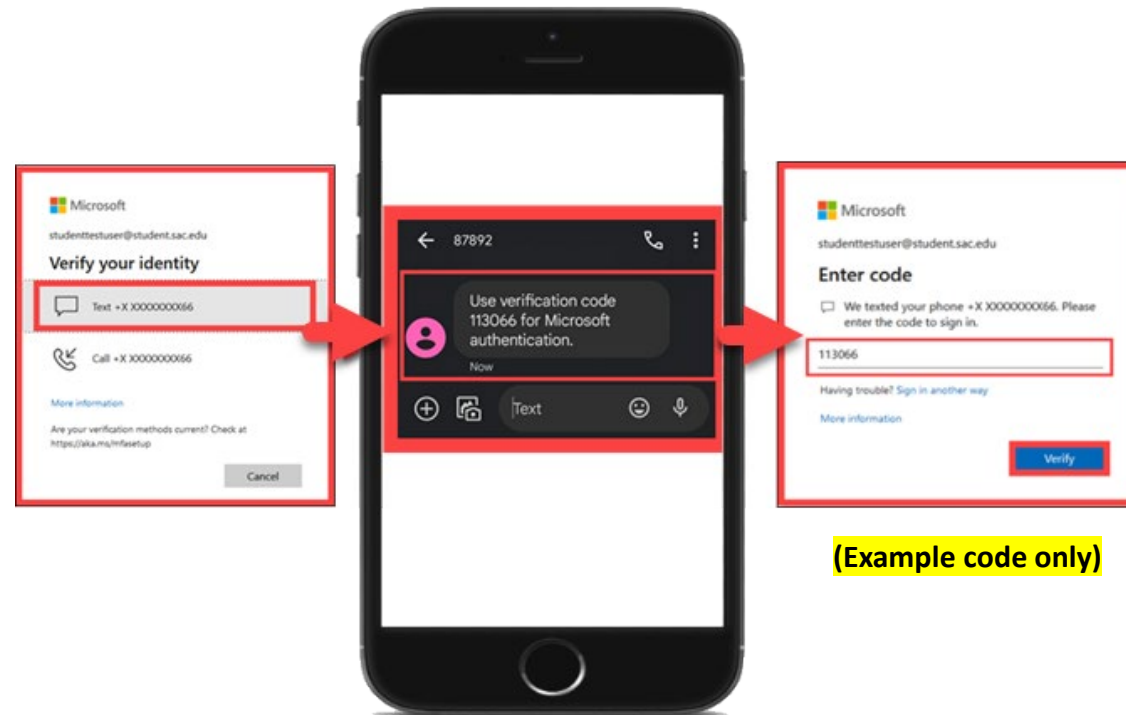 Microsoft
studenttestuser@student.sac.edu
Verify your identity
Text +X XXXXXXXX66
Call +X XXXXXXXX66
More information
Are your verification methods current? Check at
https://aka.ms/mfasetup
Cancel
87892
Use verification code
113066 for Microsoft
authentication.
Now
Text
Microsoft
studenttestuser@student.sac.edu
Enter code
We texted your phone +X XXXXXXXX66. Please
enter the code to sign in.
113066
Having trouble? Sign in another way
More information
Verify
(Example code only)